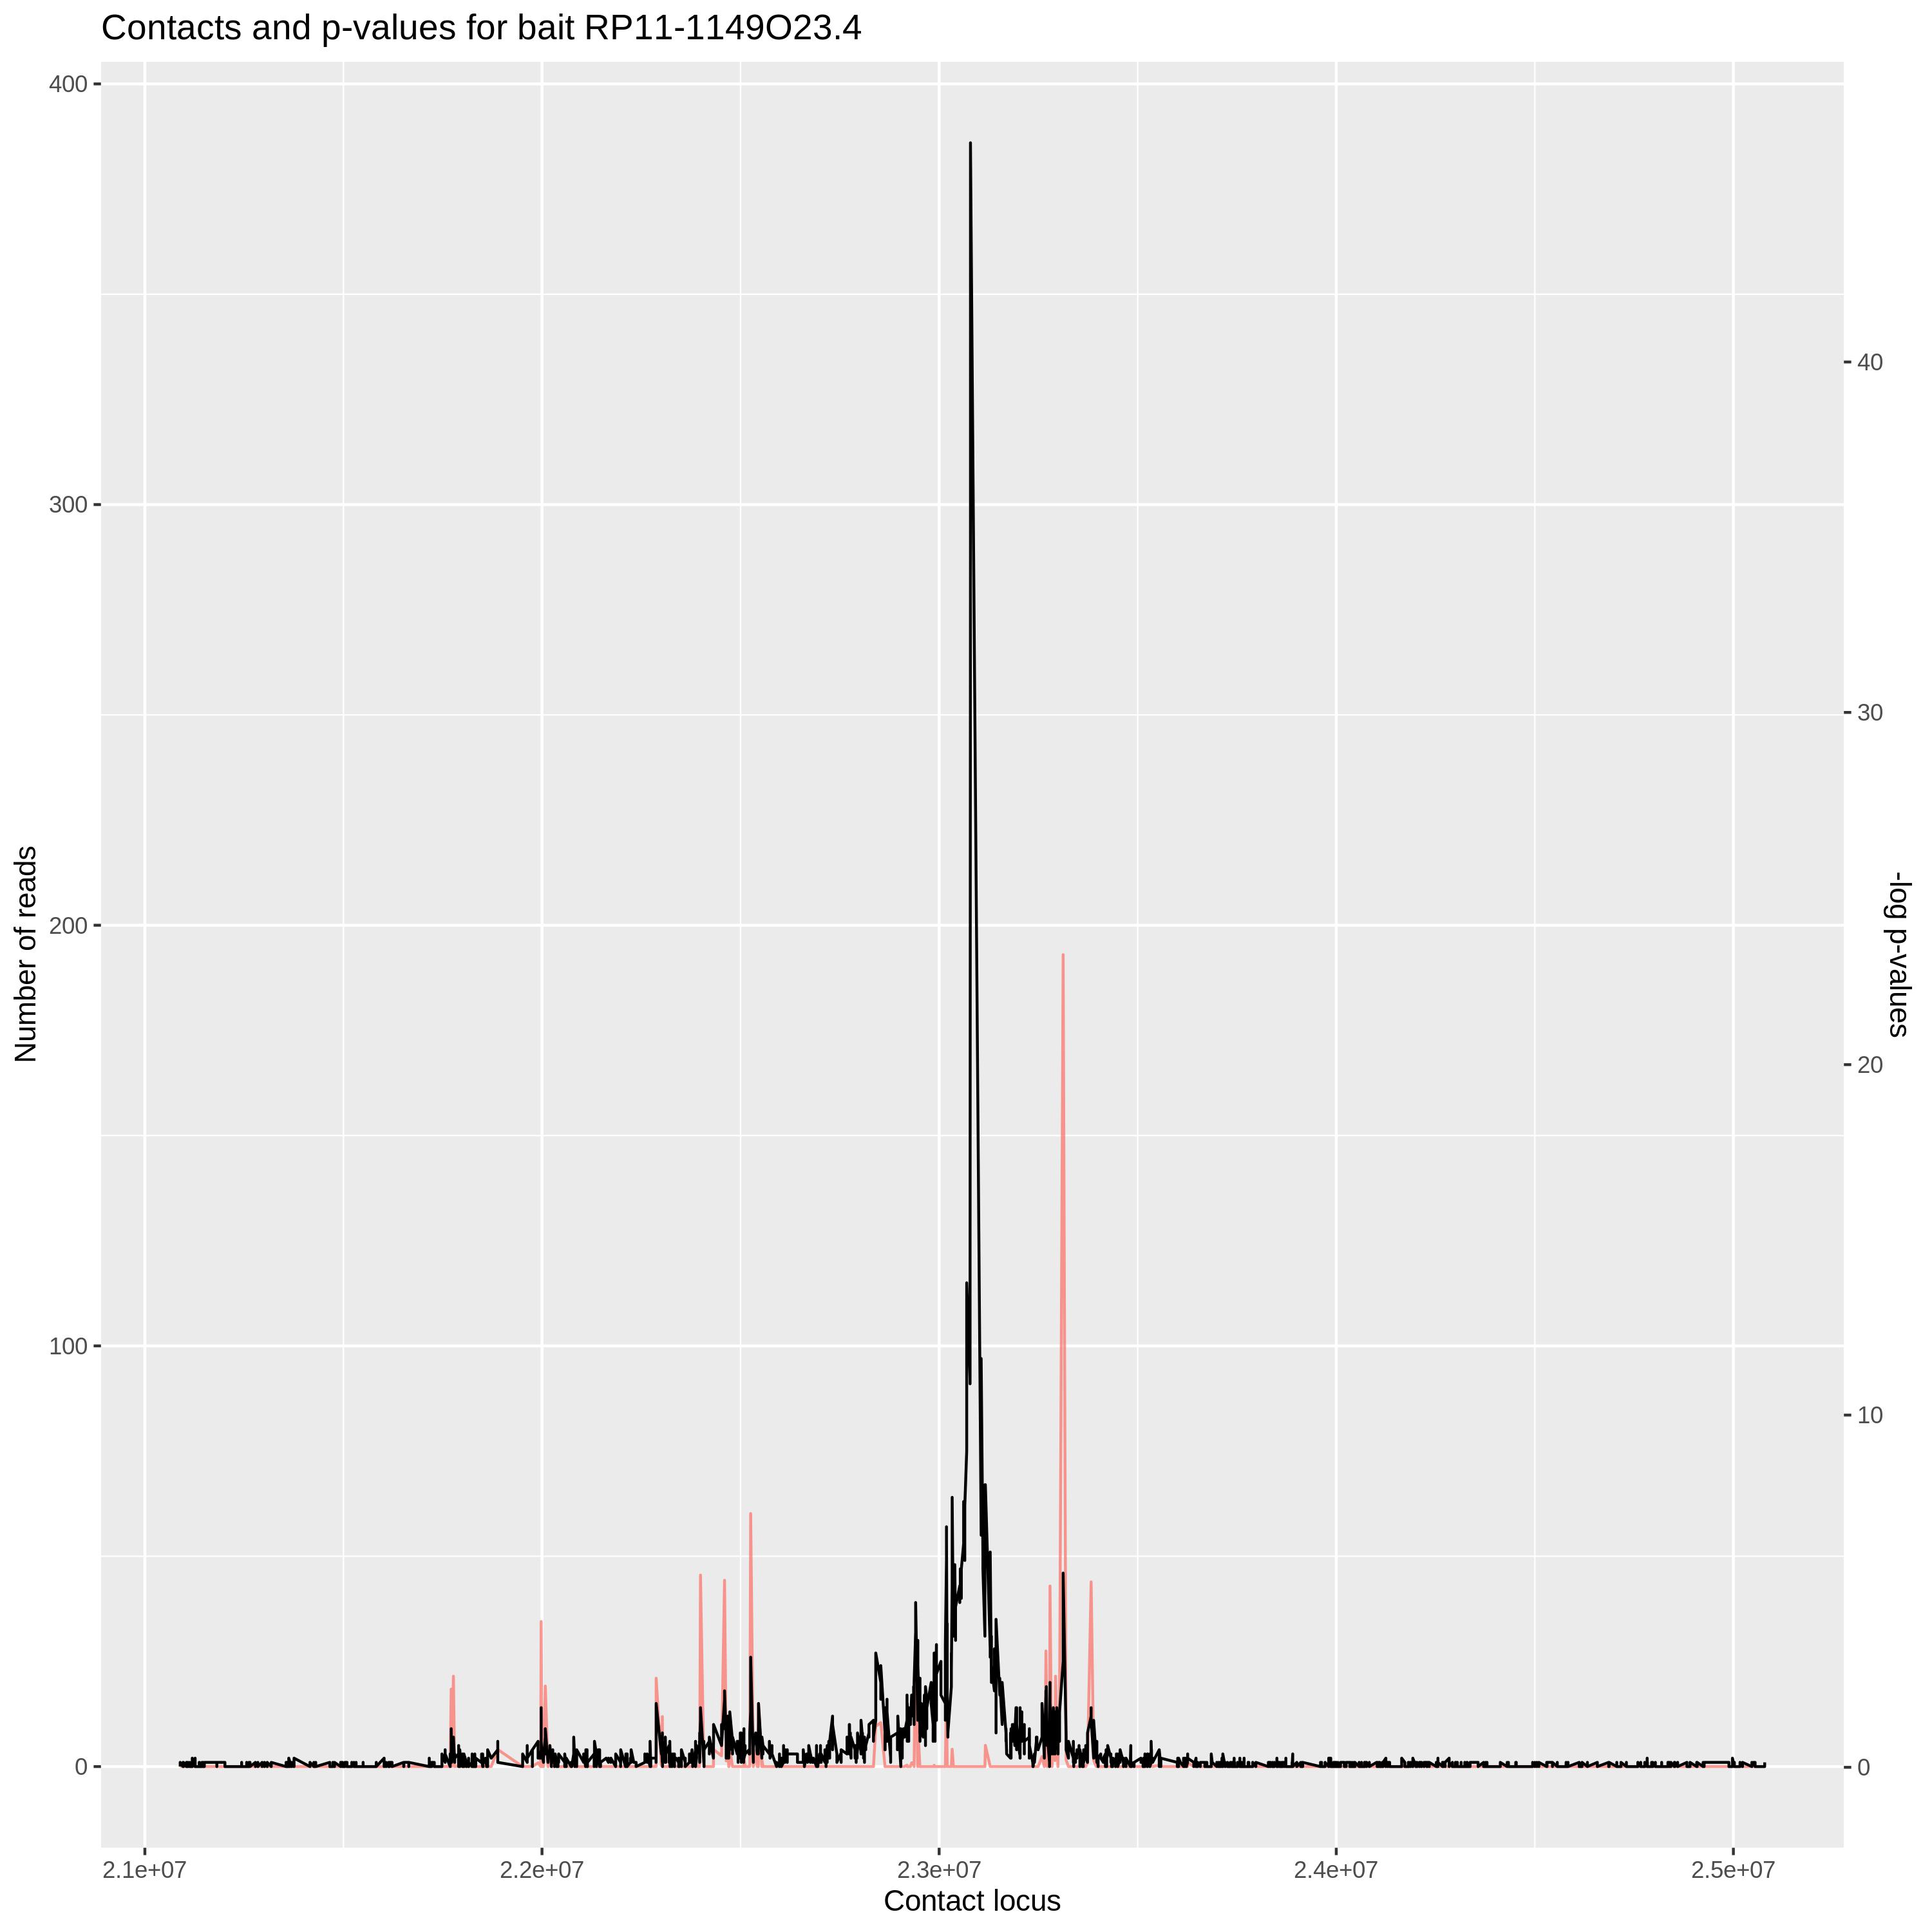 Contacts and p-values for bait RP11-1149O23.4
400
300
200
100
0
Number of reads
40
30
20
10
0
-log p-values
2.1e+07 2.2e+07 2.3e+07 2.4e+07 2.5e+07
Contact locus